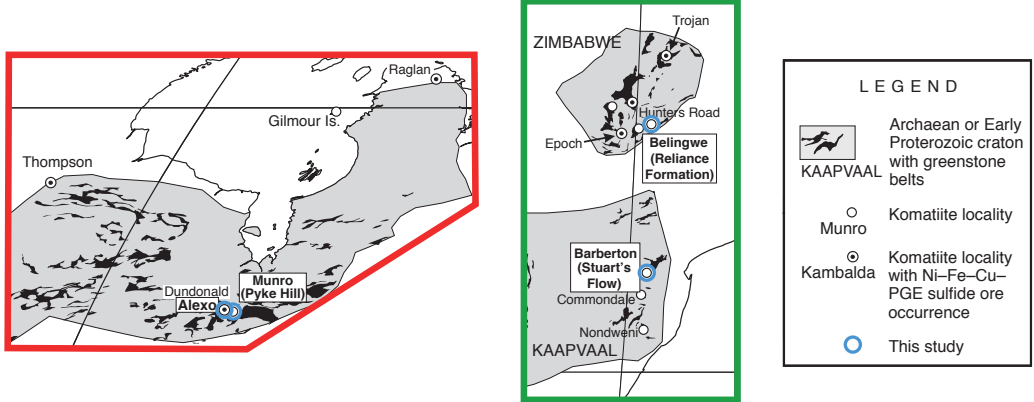 Raglan
Gilmour Is.
Thompson
Dundonald
Alexo
Munro
(Pyke Hill)
ZIMBABWE
Trojan
Hunters Road
Epoch
Belingwe
(Reliance
Formation)
Barberton
(Stuart's
Flow)
Commondale
Nondweni
KAAPVAAL
LEGEND
KAAPVAAL
Archaean or Early
Proterozoic craton
with greenstone
belts
Munro
Komatiite locality
Kambalda
Komatiite locality
with Ni–Fe–Cu–
PGE sulfide ore
occurrence
This study